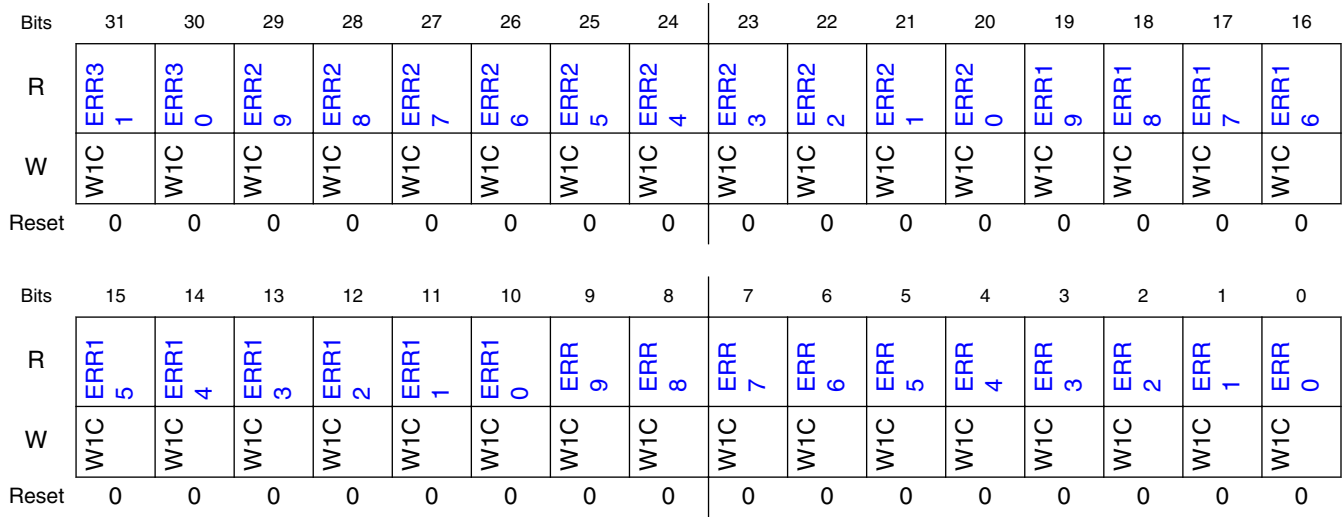 Bits 31 30 29 28 27 26 25 24 23 22 21 20 19 18 17 16
R ERR31 ERR30 ERR29 ERR28 ERR27 ERR26 ERR25 ERR24 ERR23 ERR22 ERR21 ERR20 ERR19 ERR18 ERR17 ERR16
W W1C W1C W1C W1C W1C W1C W1C W1C W1C W1C W1C W1C W1C W1C W1C W1C
Reset 0 0 0 0 0 0 0 0 0 0 0 0 0 0 0 0
Bits 15 14 13 12 11 10 9 8 7 6 5 4 3 2 1 0
R ERR15 ERR14 ERR13 ERR12 ERR11 ERR10 ERR9 ERR8 ERR7 ERR6 ERR5 ERR4 ERR3 ERR2 ERR1 ERR0
W W1C W1C W1C W1C W1C W1C W1C W1C W1C W1C W1C W1C W1C W1C W1C W1C
Reset 0 0 0 0 0 0 0 0 0 0 0 0 0 0 0 0